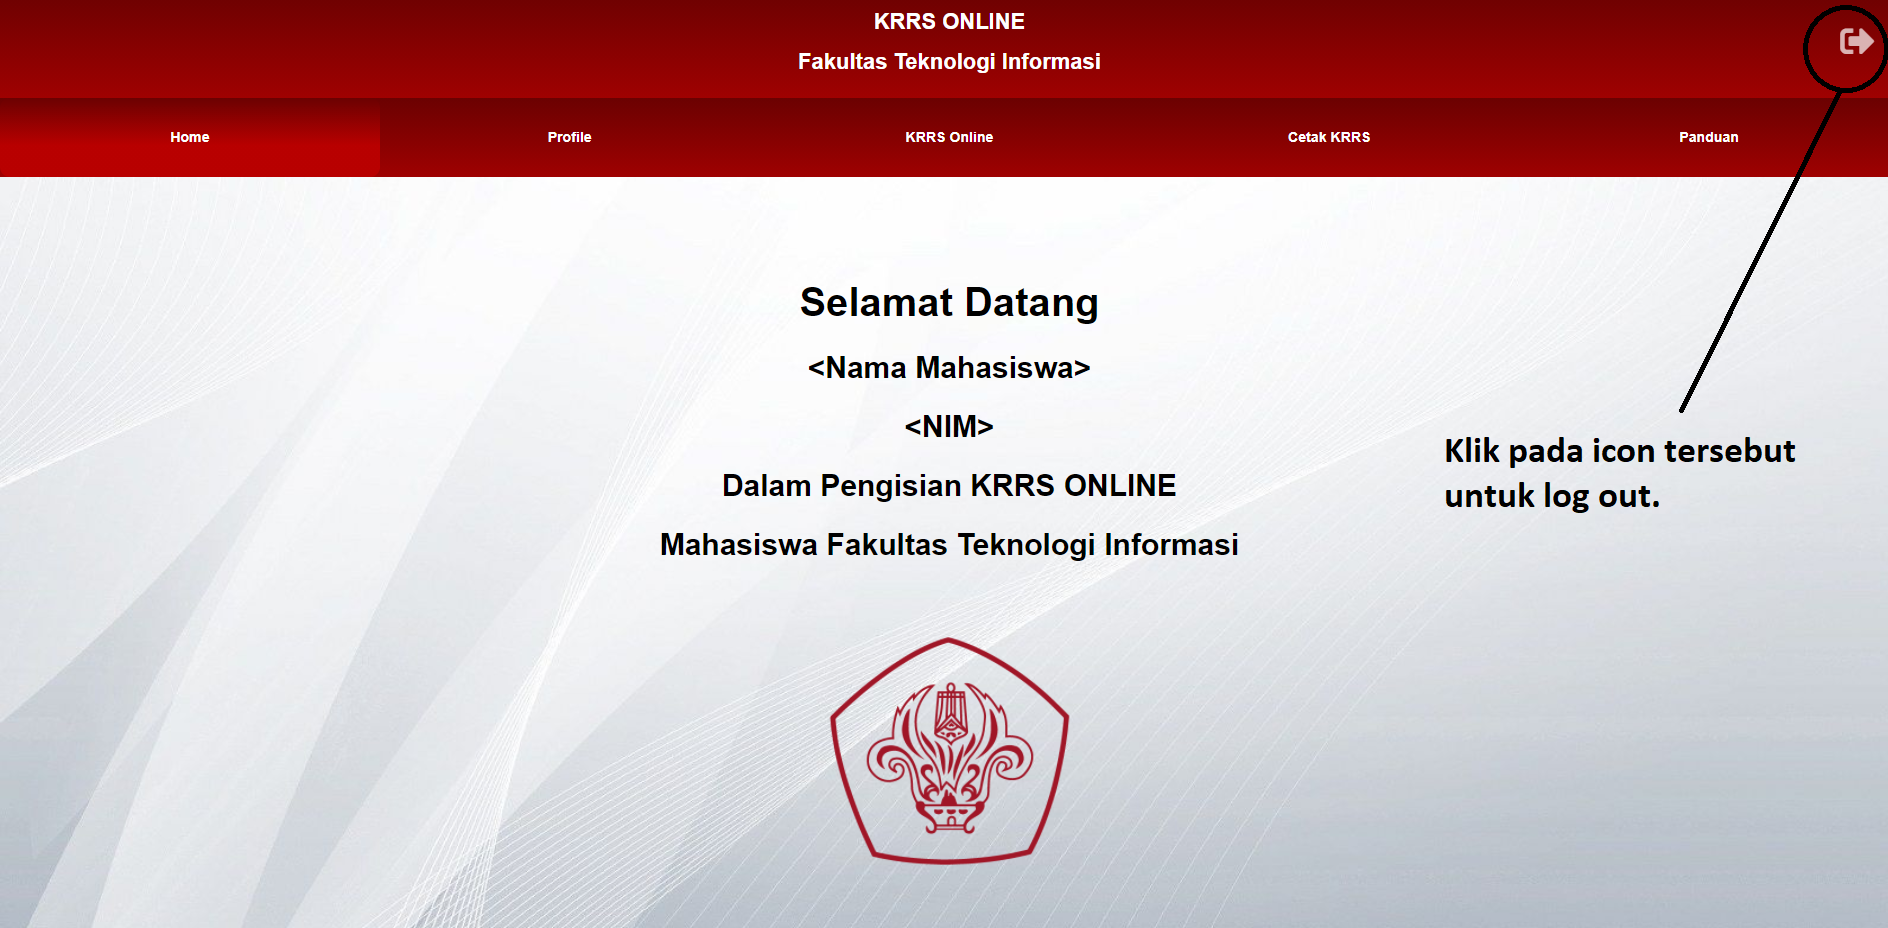 KRRS ONLINE
Fakultas Teknologi Informasi
Home
Profile
KRRS Online
Cetak KRRS
Panduan
Selamat Datang
<Nama Mahasiswa>
<NIM>
Dalam Pengisian KRRS ONLINE
Mahasiswa Fakultas Teknologi Informasi
Klik pada icon tersebut
untuk log out.